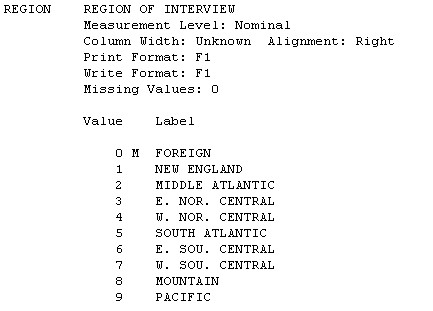 REGION REGION OF INTERVIEW
Measurement Level: Nominal
Column Width: Unknown Alignment: Right
Print Format: F1
Write Format: F1
Missing Values: 0
Value Label
0 M FOREIGN
1 NEW ENGLAND
2 MIDDLE ATLANTIC
3 E. NOR. CENTRAL
4 W. NOR. CENTRAL
5 SOUTH ATLANTIC
6 E. SOU. CENTRAL
7 W. SOU. CENTRAL
8 MOUNTAIN
9 PACIFIC